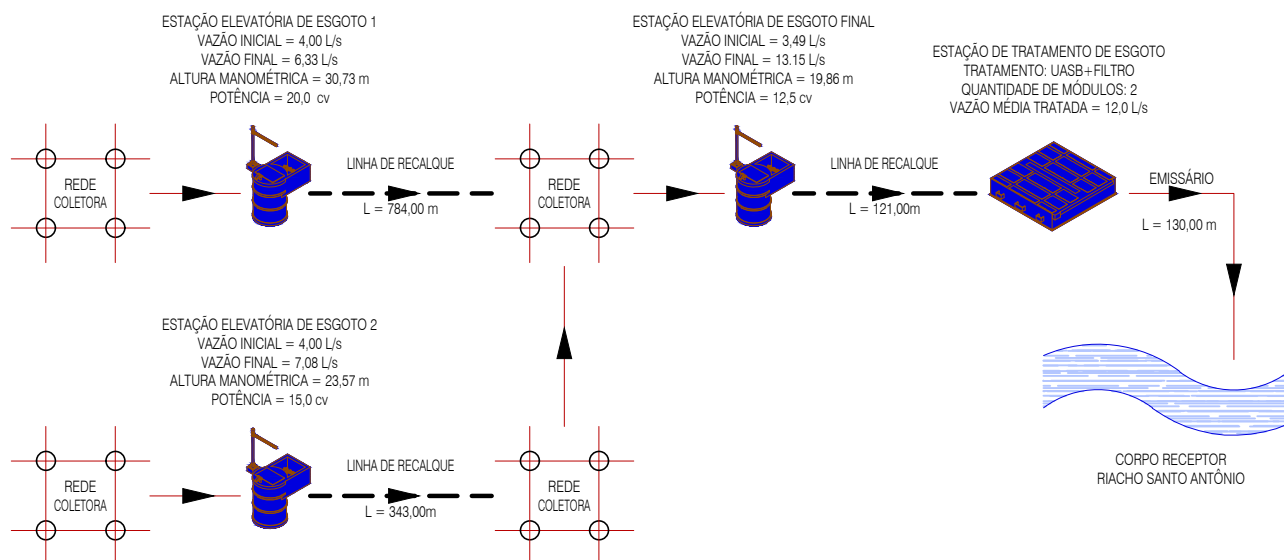 ESTAÇÃO ELEVATÓRIA DE ESGOTO 1
VAZÃO INICIAL = 4,00 L/s
VAZÃO FINAL = 6,33 L/s
ALTURA MANOMÉTRICA = 30,73 m
POTÊNCIA = 20,0 cv
ESTAÇÃO ELEVATÓRIA DE ESGOTO FINAL
VAZÃO INICIAL = 3,49 L/s
VAZÃO FINAL = 13.15 L/s
ALTURA MANOMÉTRICA = 19,86 m
POTÊNCIA = 12,5 cv
ESTAÇÃO DE TRATAMENTO DE ESGOTO
TRATAMENTO: UASB+FILTRO
QUANTIDADE DE MÓDULOS: 2
VAZÃO MÉDIA TRATADA = 12,0 L/s
REDE
COLETORA
LINHA DE RECALQUE
L = 784,00 m
REDE
COLETORA
LINHA DE RECALQUE
L = 121,00m
EMISSÁRIO
L = 130,00 m
ESTAÇÃO ELEVATÓRIA DE ESGOTO 2
VAZÃO INICIAL = 4,00 L/s
VAZÃO FINAL = 7,08 L/s
ALTURA MANOMÉTRICA = 23,57 m
POTÊNCIA = 15,0 cv
REDE
COLETORA
LINHA DE RECALQUE
L = 343,00m
REDE
COLETORA
CORPO RECEPTOR
RIACHO SANTO ANTÔNIO